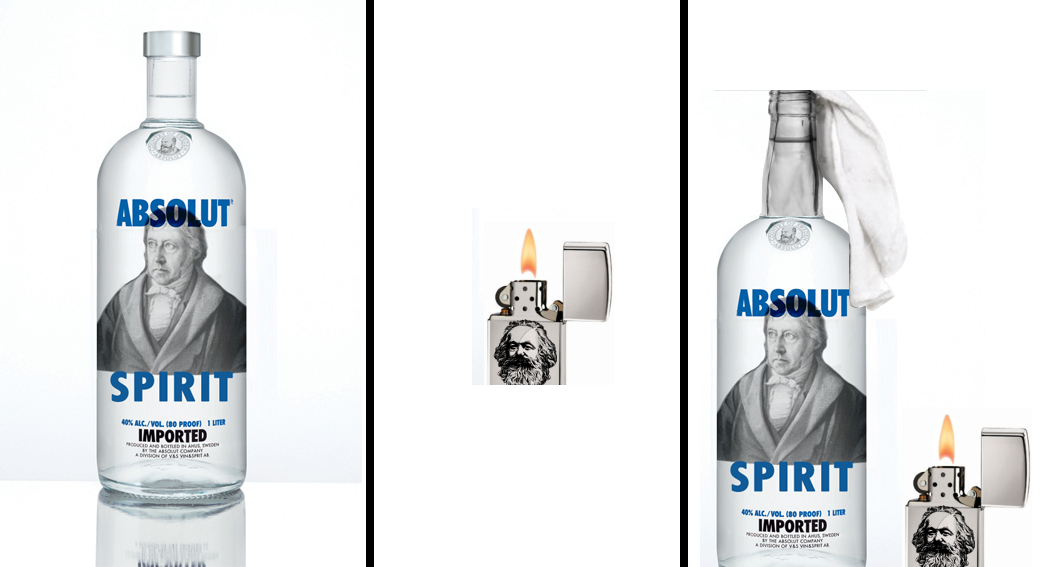 ABSOLUT
SPIRIT
40% ALC./VOL. (80 PROOF) 1 LITER
IMPORTED
PRODUCED AND BOTTLED IN AHUS, SWEDEN
BY THE ABSOLUT COMPANY
A DIVISION OF V&S VIN&SPRIT AB.
ABSOLUT
SPIRIT
40% ALC./VOL. (80 PROOF) 1 LITER
IMPORTED
PRODUCED AND BOTTLED IN AHUS, SWEDEN
BY THE ABSOLUT COMPANY
A DIVISION OF V&S VIN&SPRIT AB.